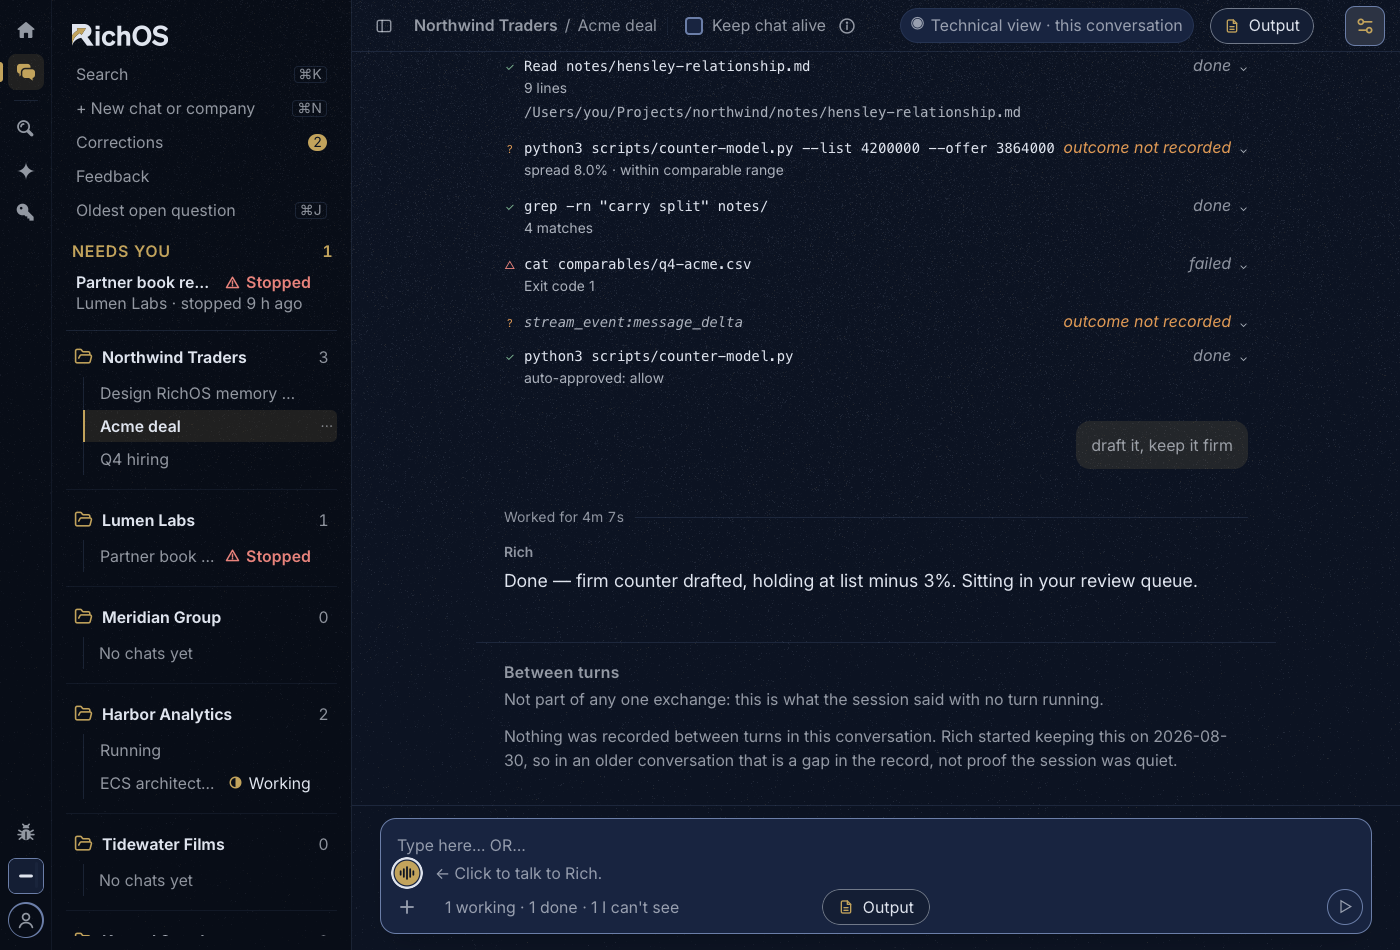 RichOS
Search ⌘K
+ New chat or company ⌘N
Corrections 2
Feedback
Oldest open question ⌘J
NEEDS YOU 1
Partner book re... Stopped
Lumen Labs · stopped 9 h ago
Northwind Traders 3
Design RichOS memory ...
Acme deal ...
Q4 hiring
Lumen Labs 1
Partner book ... Stopped
Meridian Group 0
No chats yet
Harbor Analytics 2
Running
ECS architect... Working
Tidewater Films 0
No chats yet
Northwind Traders / Acme deal Keep chat alive Technical view · this conversation Output
✓ Read notes/hensley-relationship.md done
9 lines
/Users/you/Projects/northwind/notes/hensley-relationship.md
? python3 scripts/counter-model.py --list 4200000 --offer 3864000 outcome not recorded
spread 8.0% · within comparable range
✓ grep -rn "carry split" notes/ done
4 matches
△ cat comparables/q4-acme.csv failed
Exit code 1
? stream_event:message_delta outcome not recorded
✓ python3 scripts/counter-model.py done
auto-approved: allow
draft it, keep it firm
Worked for 4m 7s
Rich
Done — firm counter drafted, holding at list minus 3%. Sitting in your review queue.
Between turns
Not part of any one exchange: this is what the session said with no turn running.
Nothing was recorded between turns in this conversation. Rich started keeping this on 2026-08-
30, so in an older conversation that is a gap in the record, not proof the session was quiet.
Type here... OR...
← Click to talk to Rich.
1 working · 1 done · 1 I can't see Output